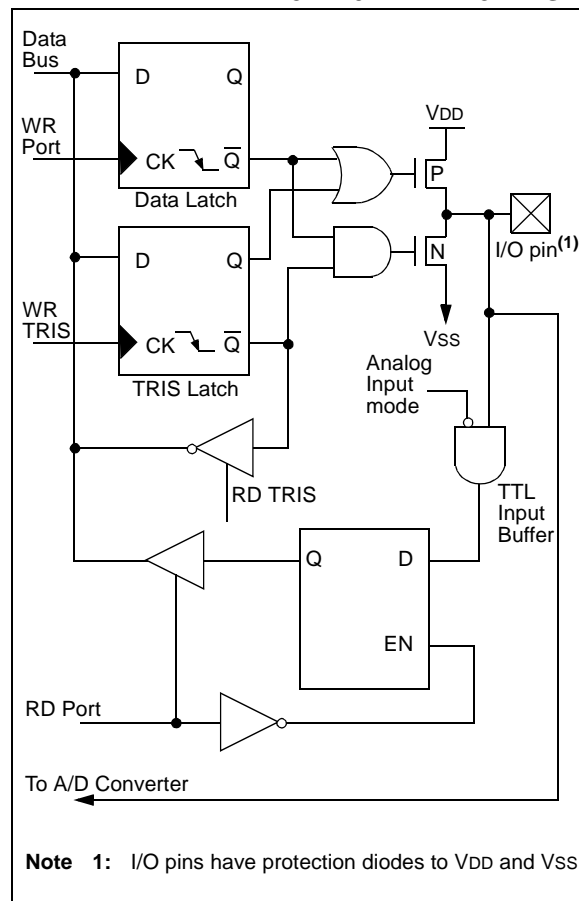 Data
Bus
D Q
WR
Port
CK Q
Data Latch
VDD
P
I/O pin(1)
D Q
N
WR
TRIS
CK Q
TRIS Latch
VSS
Analog
Input
mode
RD TRIS
TTL
Input
Buffer
Q D
EN
RD Port
To A/D Converter
Note 1: I/O pins have protection diodes to VDD and VSS